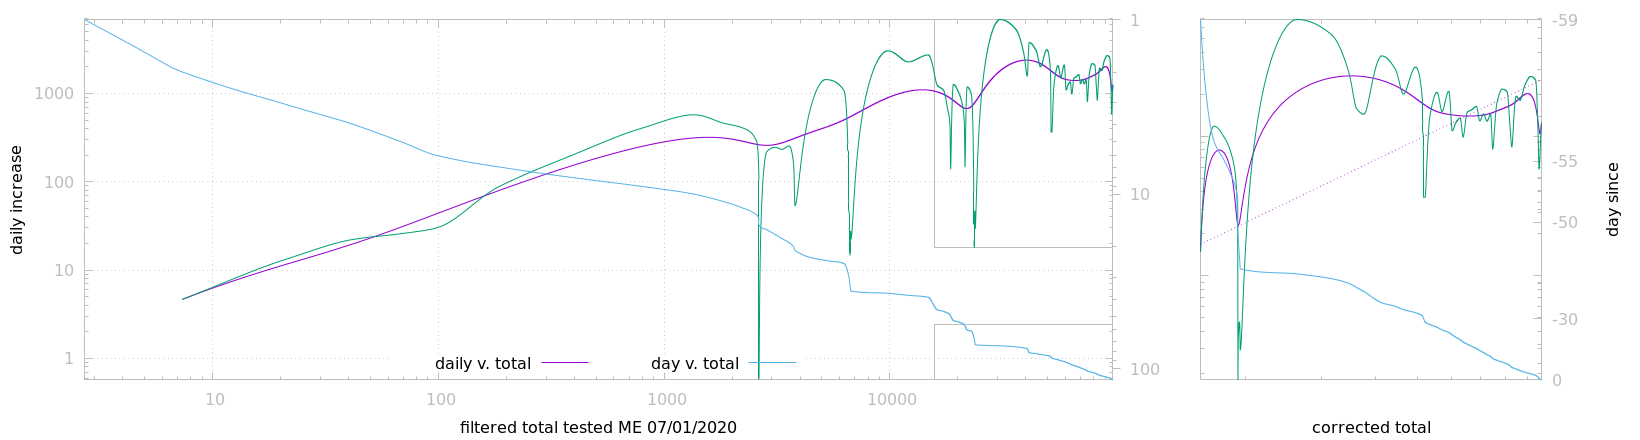 1
-59
1000
-55
daily increase
100
10
day since
-50
10
-30
1
daily v. total
day v. total
100
0
10
100
1000
10000
filtered total tested ME 07/01/2020
corrected total